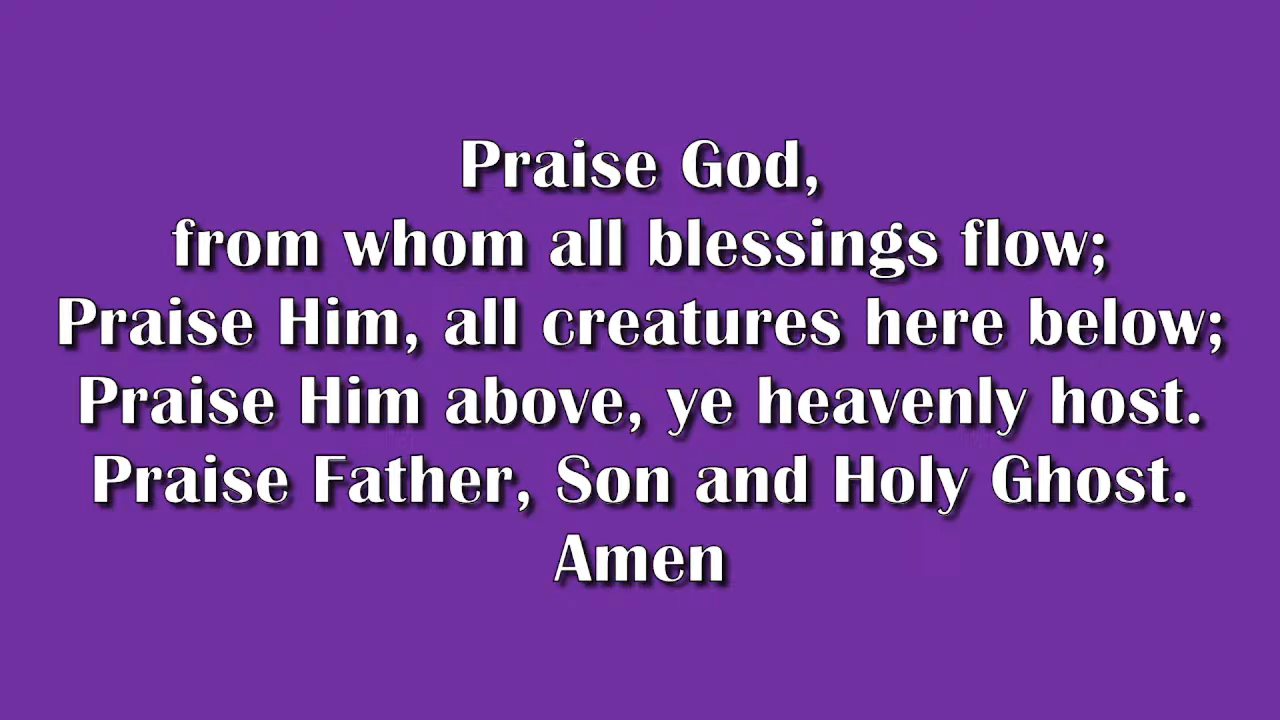 Praise God,
from whom all blessings flow;
Praise Him, all creatures here below;
Praise Him above, ye heavenly host.
Praise Father, Son and Holy Ghost.
Amen